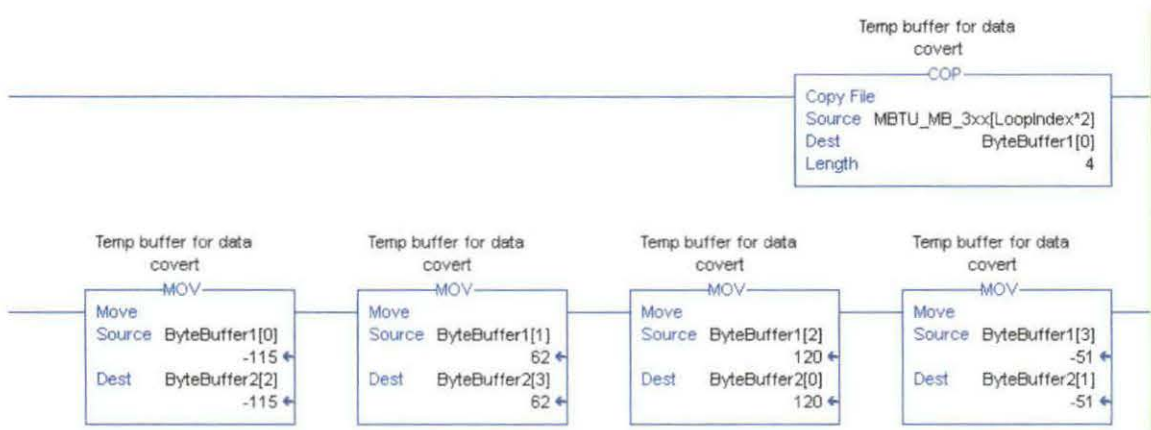 Temp buffer for data
covert
COP
Copy File
Source MBTU_MB_3xx[LoopIndex*2]
Dest ByteBuffer1[0]
Length 4
Temp buffer for data
covert
MOV
Move
Source ByteBuffer1[0]
-115
Dest ByteBuffer2[2]
-115
Temp buffer for data
covert
MOV
Move
Source ByteBuffer1[1]
62
Dest ByteBuffer2[3]
62
Temp buffer for data
covert
MOV
Move
Source ByteBuffer1[2]
120
Dest ByteBuffer2[0]
120
Temp buffer for data
covert
MOV
Move
Source ByteBuffer1[3]
-51
Dest ByteBuffer2[1]
-51